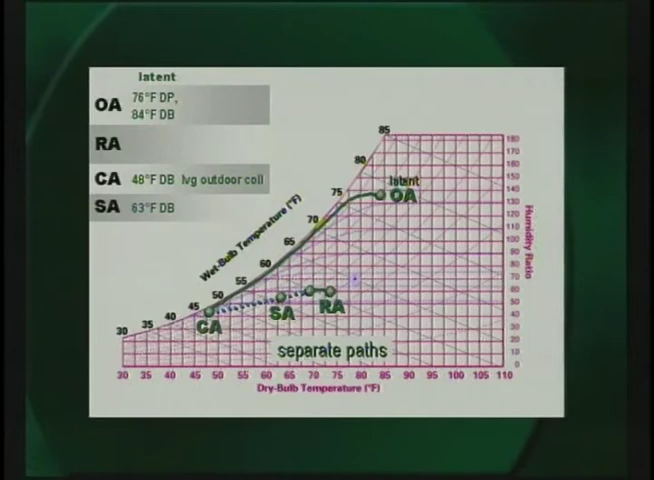 latent
OA 76°F DP,
84°F DB
RA
CA 48°F DB lvg outdoor coil
SA 63°F DB
Wet-Bulb Temperature (°F)
30 35 40 45 50 55 60 65 70 75 80 85
latent
OA
CA
SA
RA
separate paths
180
160
150
140
130
120
110
100
90
80
70
60
50
40
30
20
10
0
Humidity Ratio
30 35 40 45 50 55 60 65 70 75 80 85 90 95 100 105 110
Dry-Bulb Temperature (°F)